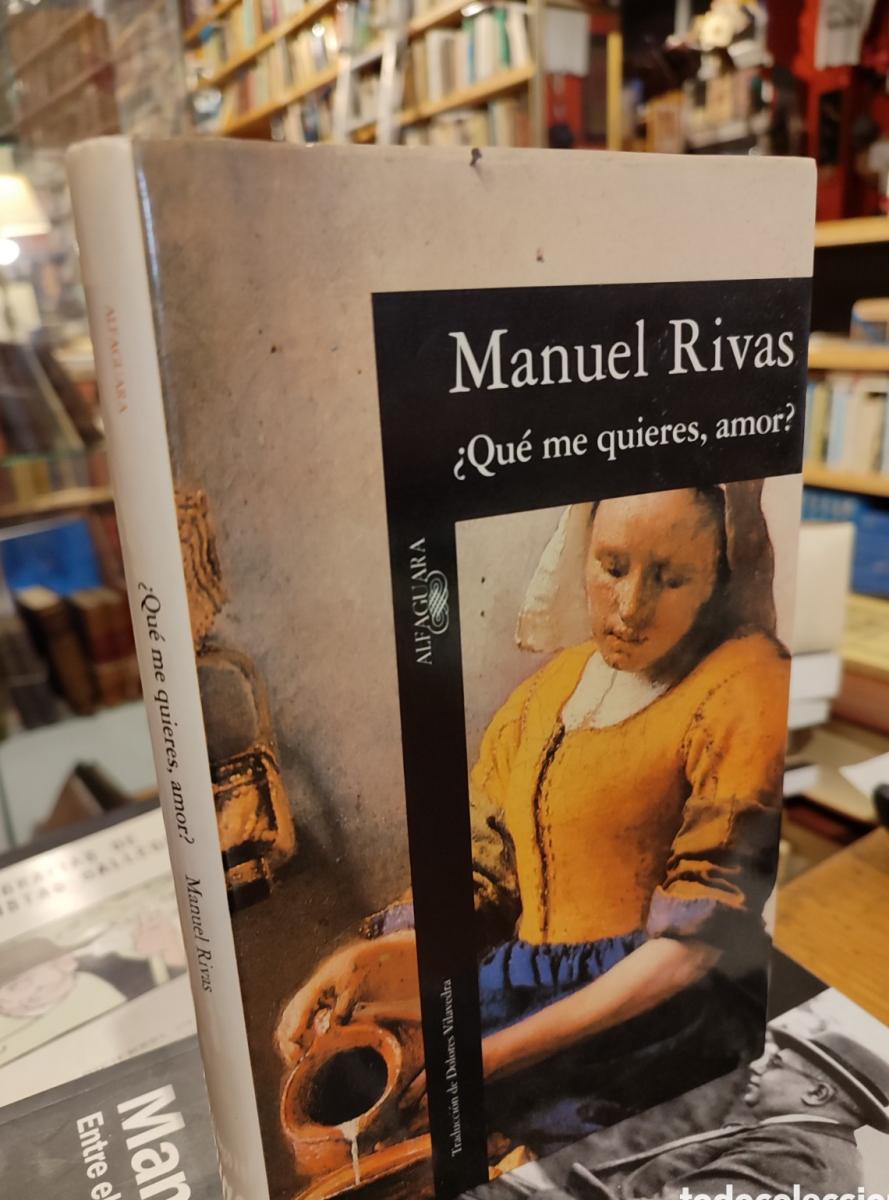 Manuel Rivas
¿Qué me quieres, amor?
ALFAGUARA
Traducción de Dolores Vilavedra
ALFAGUARA
¿Qué me quieres, amor? Manuel Rivas
Man
Entre el
todocoleccio